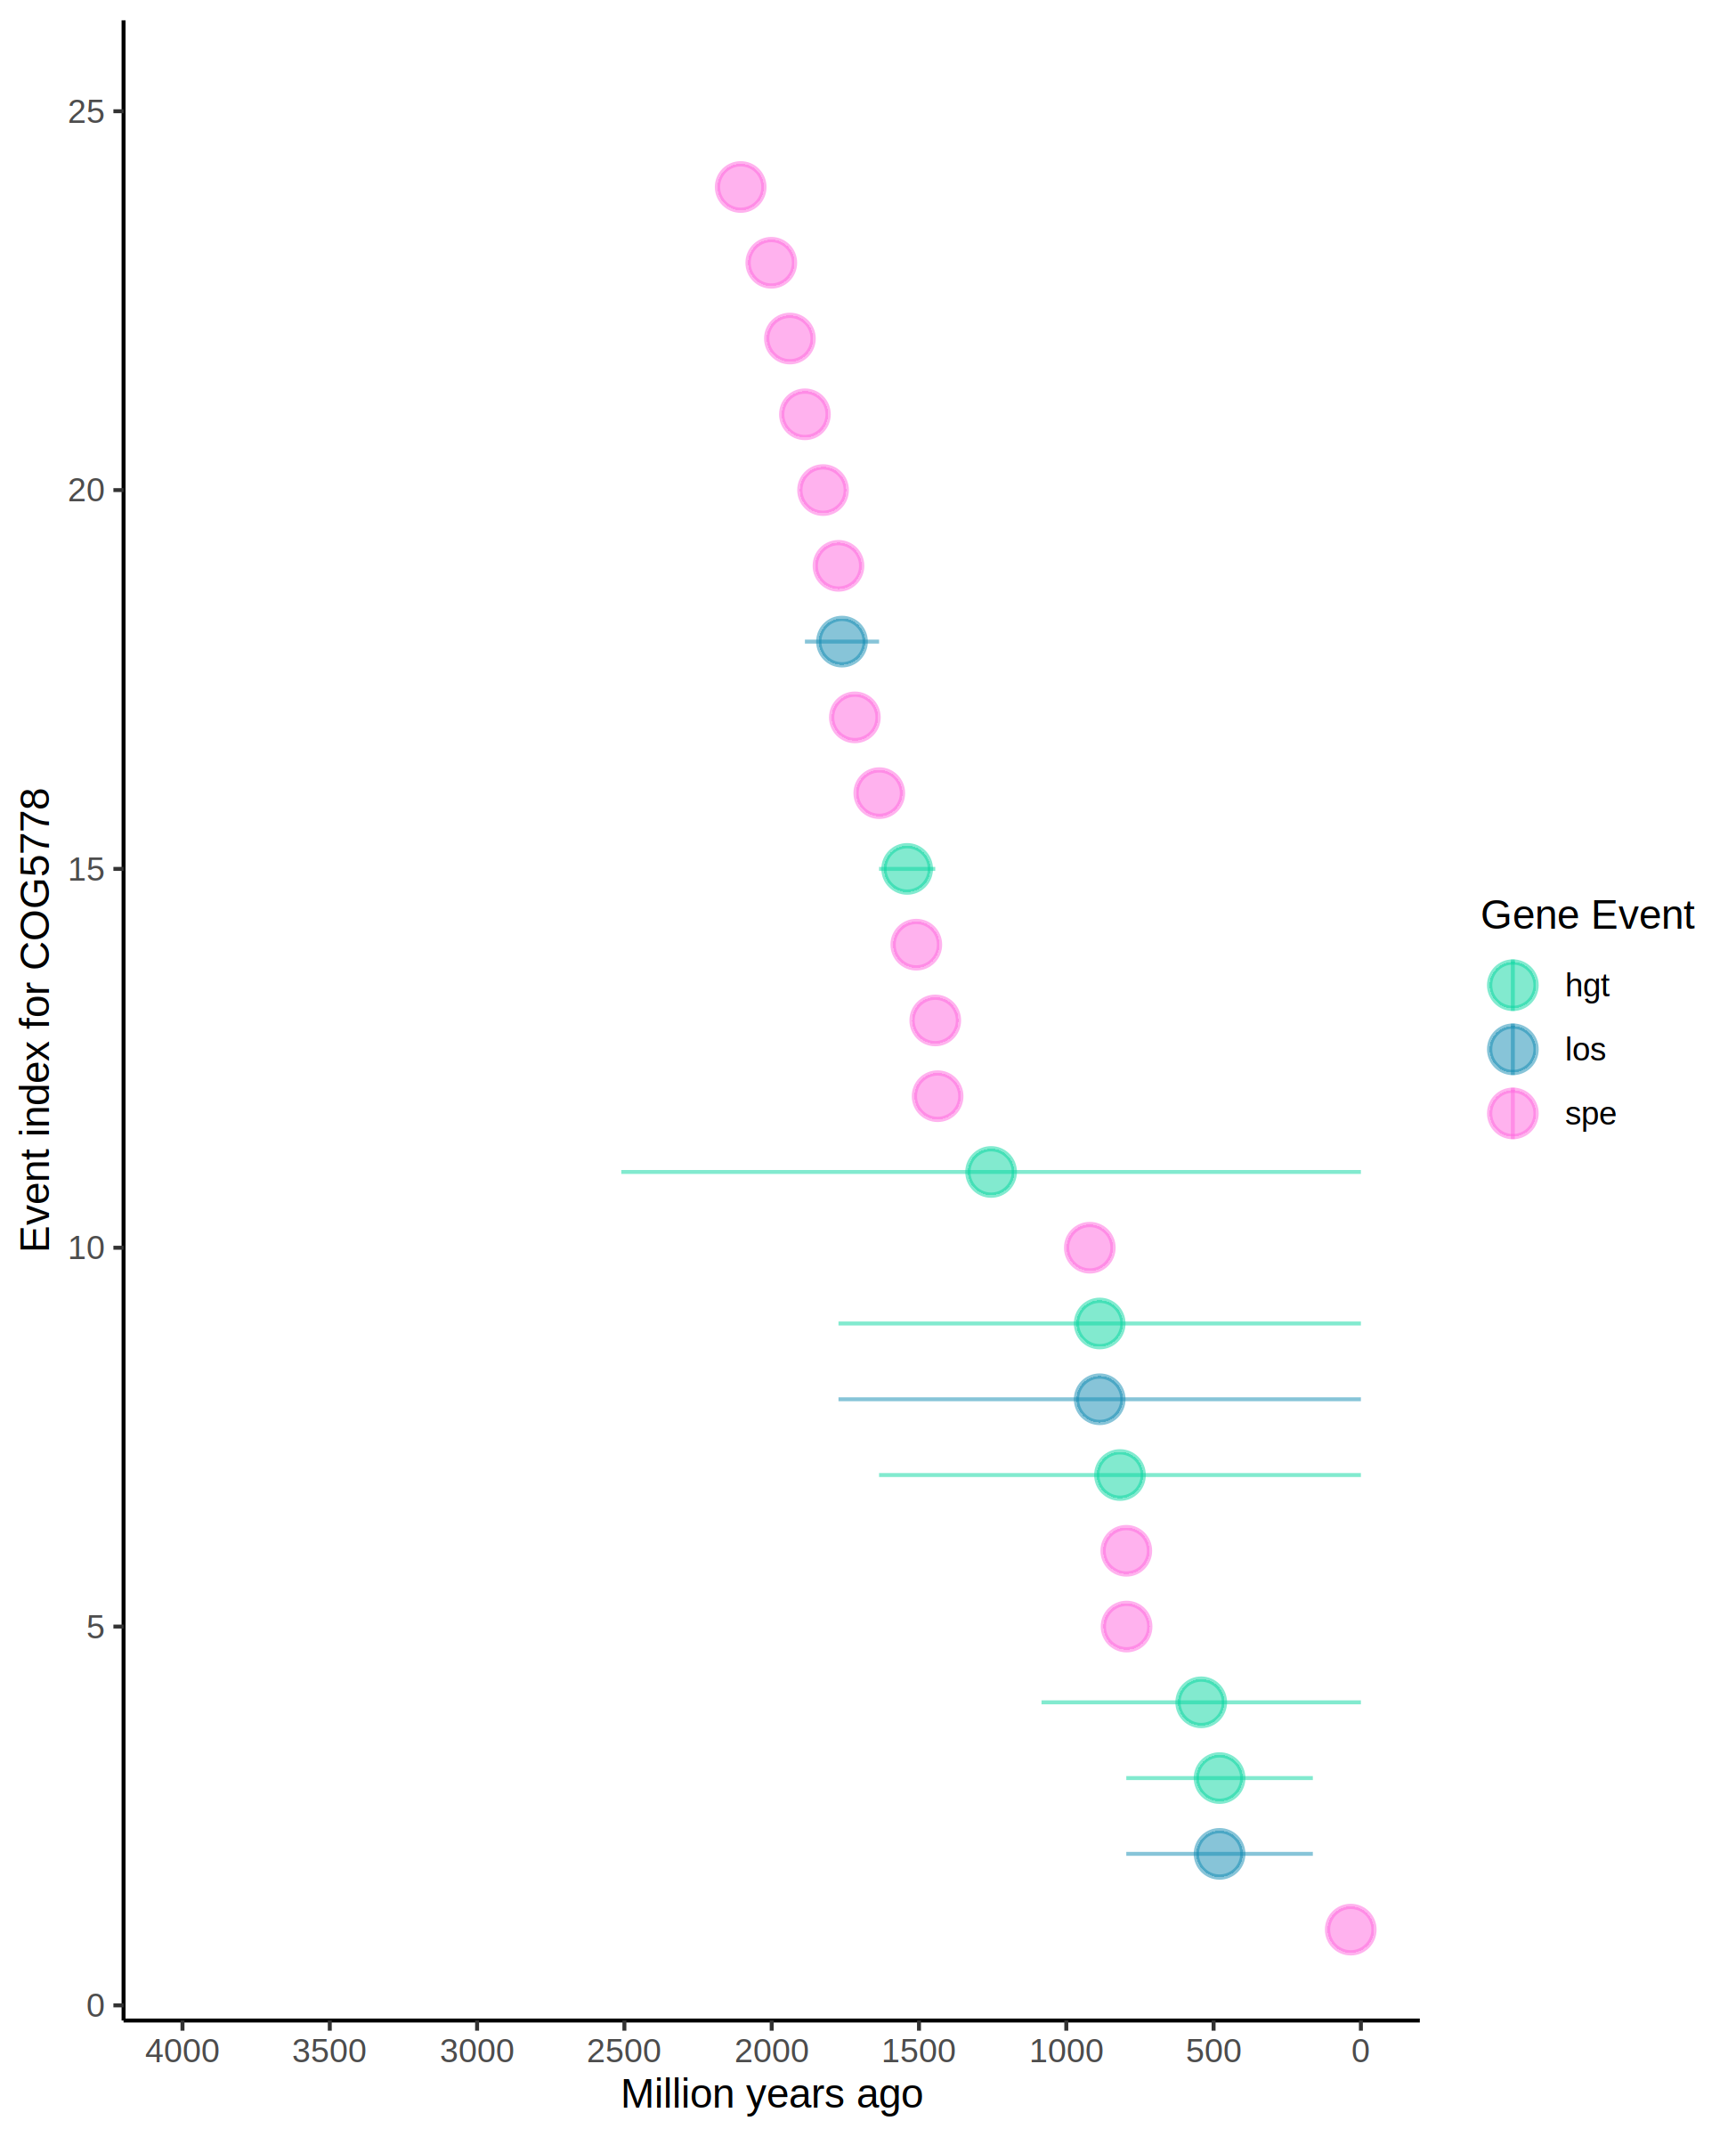 Event index for COG5778
25
20
15
10
5
0
4000 3500 3000 2500 2000 1500 1000 500 0
Million years ago
Gene Event
hgt
los
spe